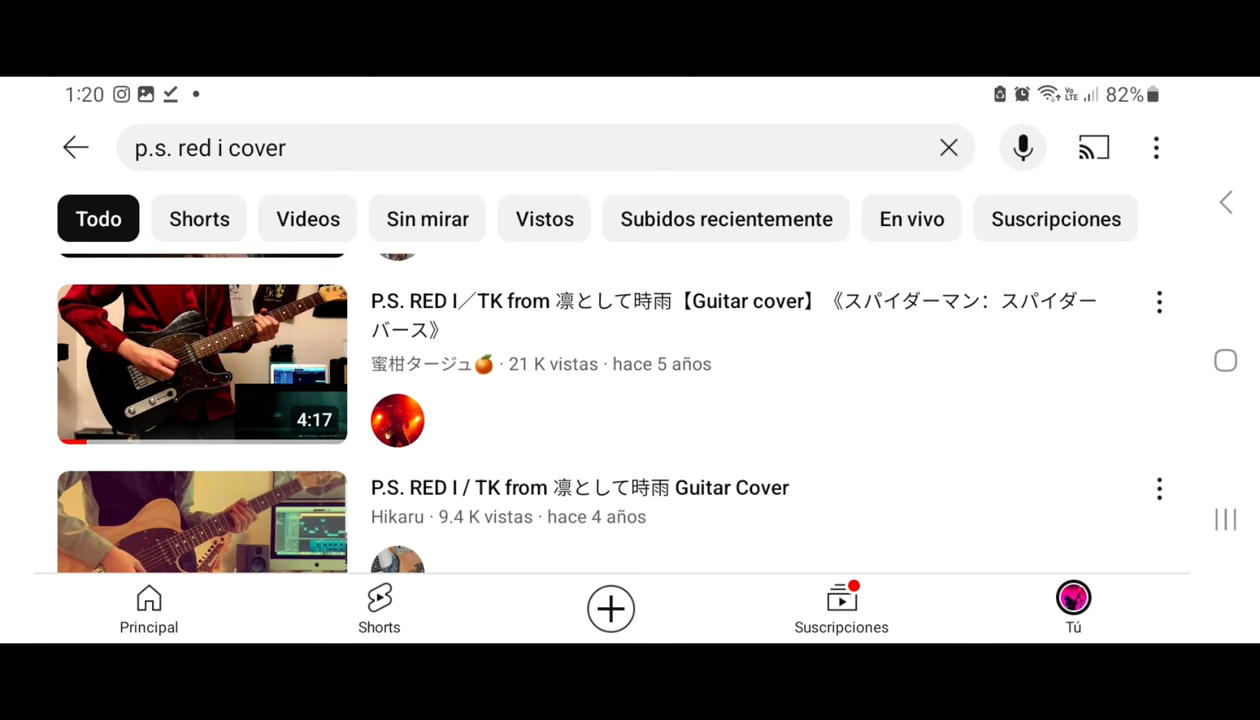 1:20
Vo LTE 82%
p.s. red i cover
Todo Shorts Videos Sin mirar Vistos Subidos recientemente En vivo Suscripciones
P.S. RED I／TK from 凛として時雨【Guitar cover】《スパイダーマン：スパイダー
バース》
蜜柑タージュ🍊 · 21 K vistas · hace 5 años
4:17
P.S. RED I / TK from 凛として時雨 Guitar Cover
Hikaru · 9.4 K vistas · hace 4 años
Principal Shorts Suscripciones Tú